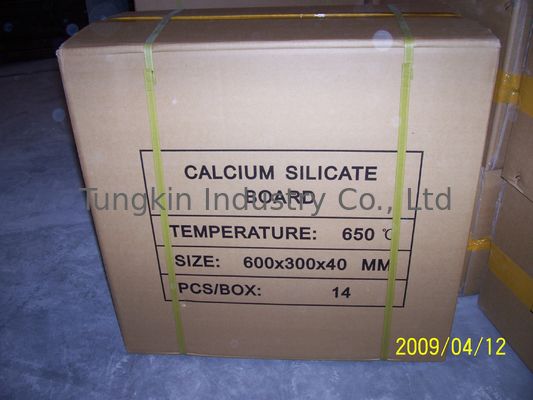 CALCIUM SILICATE
Tungkin Industry Co., Ltd
BOARD
TEMPERATURE: 650 ℃
SIZE: 600x300x40 MM
PCS/BOX: 14
2009/04/12